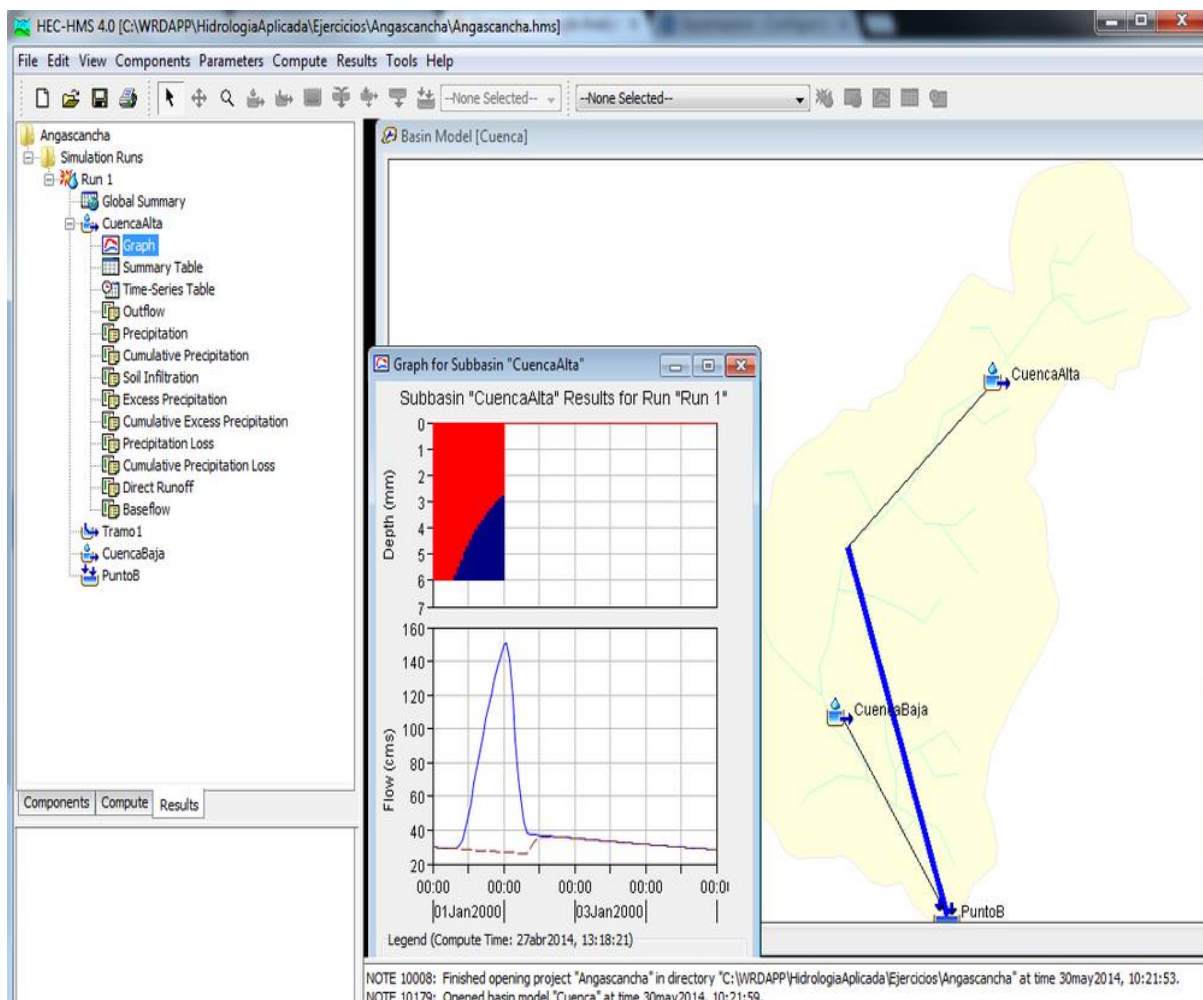 HEC-HMS 4.0 [C:\WRDAPP\HidrologiaAplicada\Ejercicios\Angascancha\Angascancha.hms]
File Edit View Components Parameters Compute Results Tools Help
--None Selected--
--None Selected--
Angascancha
Simulation Runs
Run 1
Global Summary
CuencaAlta
Graph
Summary Table
Time-Series Table
Outflow
Precipitation
Cumulative Precipitation
Soil Infiltration
Excess Precipitation
Cumulative Excess Precipitation
Precipitation Loss
Cumulative Precipitation Loss
Direct Runoff
Baseflow
Tramo1
CuencaBaja
PuntoB
Components Compute Results
Basin Model [Cuenca]
CuencaAlta
CuencaBaja
PuntoB
Graph for Subbasin "CuencaAlta"
Subbasin "CuencaAlta" Results for Run "Run 1"
Depth (mm)
0
1
2
3
4
5
6
7
Flow (cms)
160
140
120
100
80
60
40
20
00:00 00:00 00:00 00:00 00:0
01Jan2000 03Jan2000
Legend (Compute Time: 27abr2014, 13:18:21)
NOTE 10008: Finished opening project "Angascancha" in directory "C:\WRDAPP\HidrologiaAplicada\Ejercicios\Angascancha" at time 30may2014, 10:21:53.
NOTE 10179: Opened basin model "Cuenca" at time 30may2014, 10:21:59.